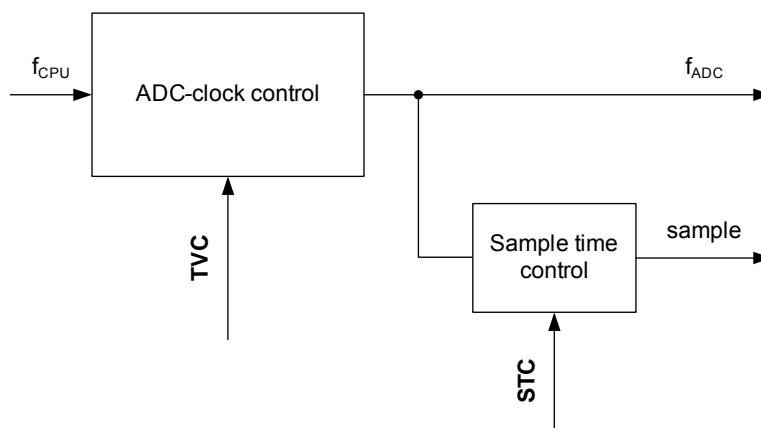 fCPU
ADC-clock control
fADC
TVC
Sample time
control
sample
STC